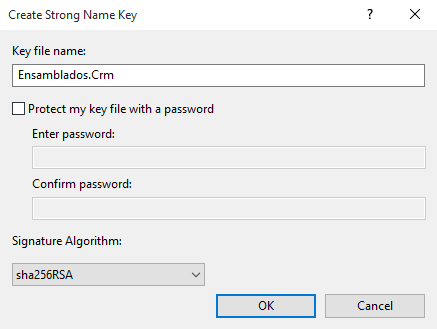 Create Strong Name Key
?
Key file name:
Ensamblados.Crm
Protect my key file with a password
Enter password:
Confirm password:
Signature Algorithm:
sha256RSA
OK Cancel